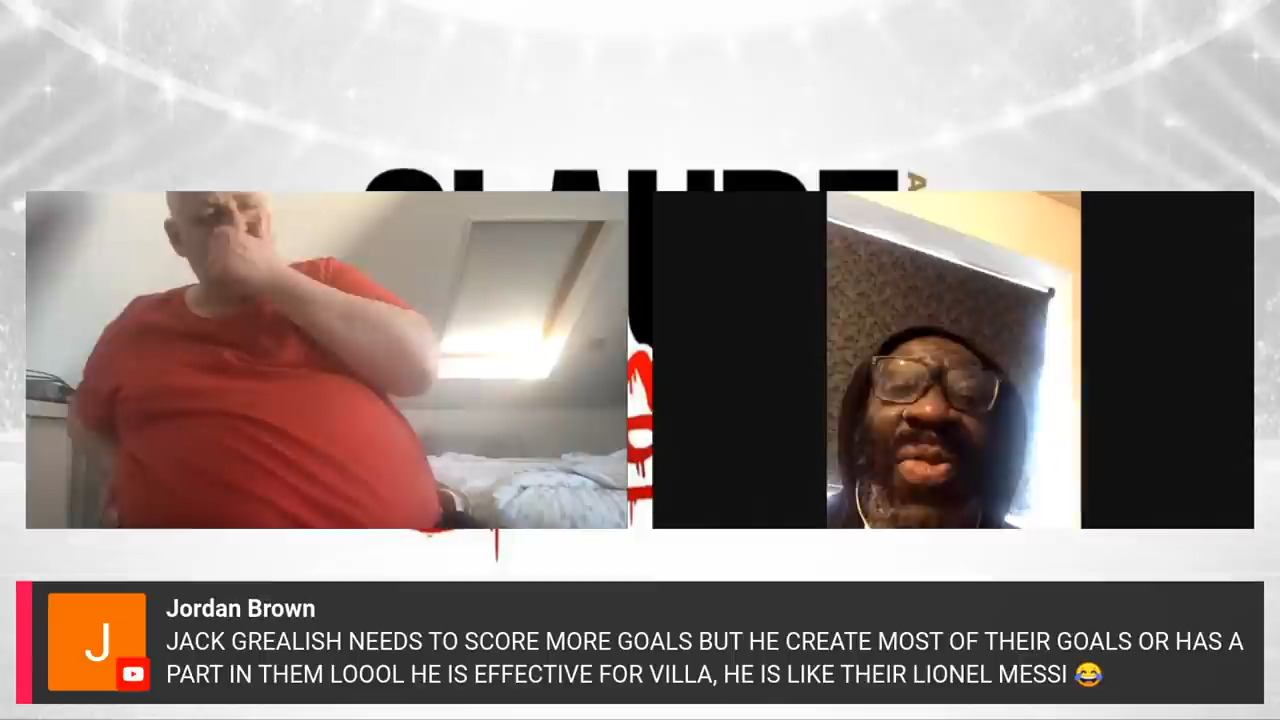 CLAUDE A
J
Jordan Brown
JACK GREALISH NEEDS TO SCORE MORE GOALS BUT HE CREATE MOST OF THEIR GOALS OR HAS A
PART IN THEM LOOOL HE IS EFFECTIVE FOR VILLA, HE IS LIKE THEIR LIONEL MESSI 😂